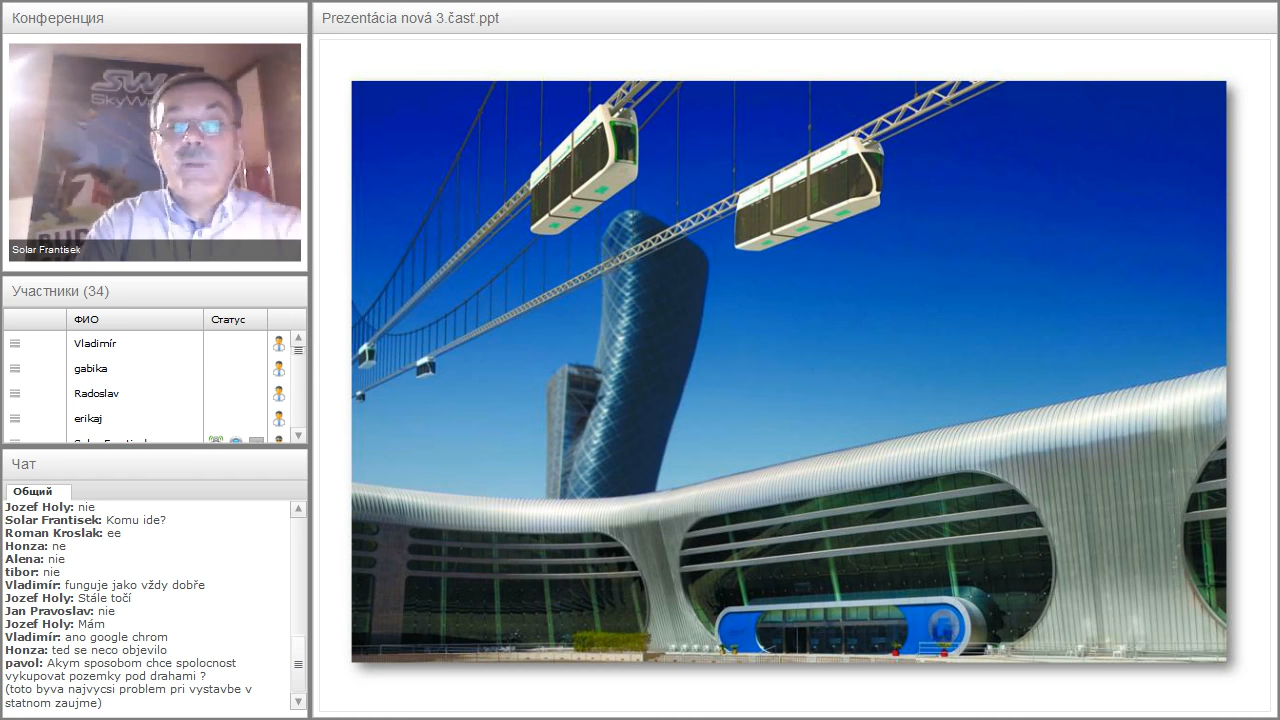 Конференция
SW
SkyW
Solar Frantisek
Участники (34)
ФИО
Статус
Vladimír
gabika
Radoslav
erikaj
Чат
Общий
Jozef Holy: nie
Solar Frantisek: Komu ide?
Roman Kroslak: ee
Honza: ne
Alena: nie
tibor: nie
Vladimír: funguje jako vždy dobře
Jozef Holy: Stále točí
Jan Pravoslav: nie
Jozef Holy: Mám
Vladimír: ano google chrom
Honza: ted se neco objevilo
pavol: Akym sposobom chce spolocost
vykupovat pozemky pod drahami ?
(toto byva najvycsi problem pri vystavbe v
statnom zaujme)
Prezentácia nová 3.časť.ppt